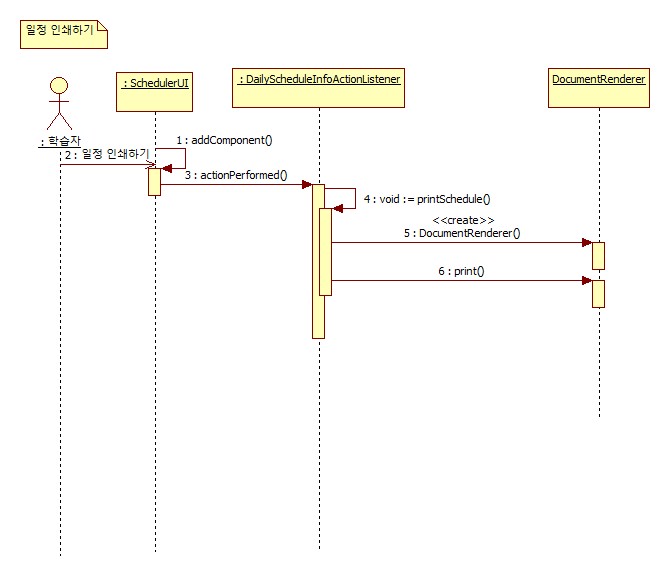 일정 인쇄하기
: SchedulerUI
: DailyScheduleInfoActionListener
DocumentRenderer
: 학습자
1 : addComponent()
2 : 일정 인쇄하기
3 : actionPerformed()
4 : void := printSchedule()
<<create>>
5 : DocumentRenderer()
6 : print()